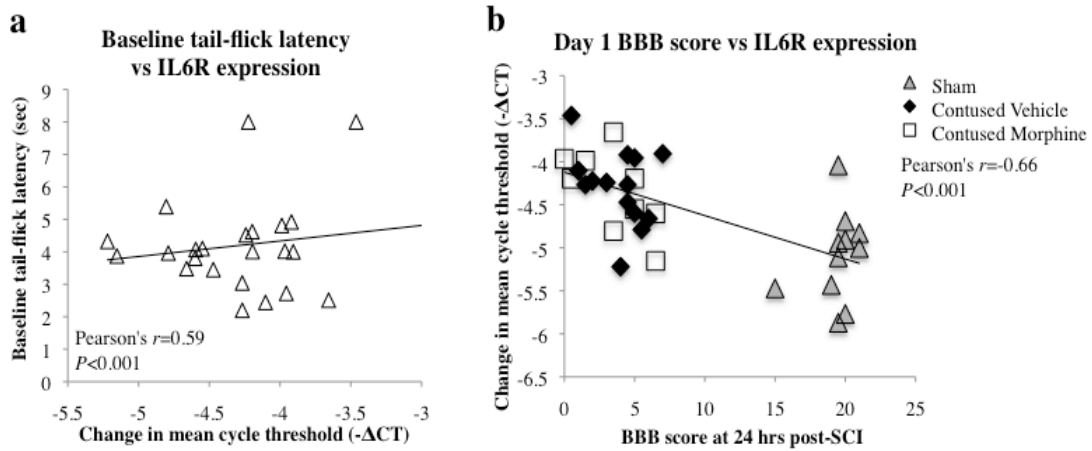 a
Baseline tail-flick latency
vs IL6R expression
Baseline tail-flick latency (sec)
9
8
7
6
5
4
3
2
1
0
Pearson's r=0.59
P<0.001
-5.5
-5
-4.5
-4
-3.5
-3
Change in mean cycle threshold (-ΔCT)
b
Day 1 BBB score vs IL6R expression
Change in mean cycle threshold (-ΔCT)
-3
-3.5
-4
-4.5
-5
-5.5
-6
-6.5
0
5
10
15
20
25
BBB score at 24 hrs post-SCI
Sham
Contused Vehicle
Contused Morphine
Pearson's r=-0.66
P<0.001